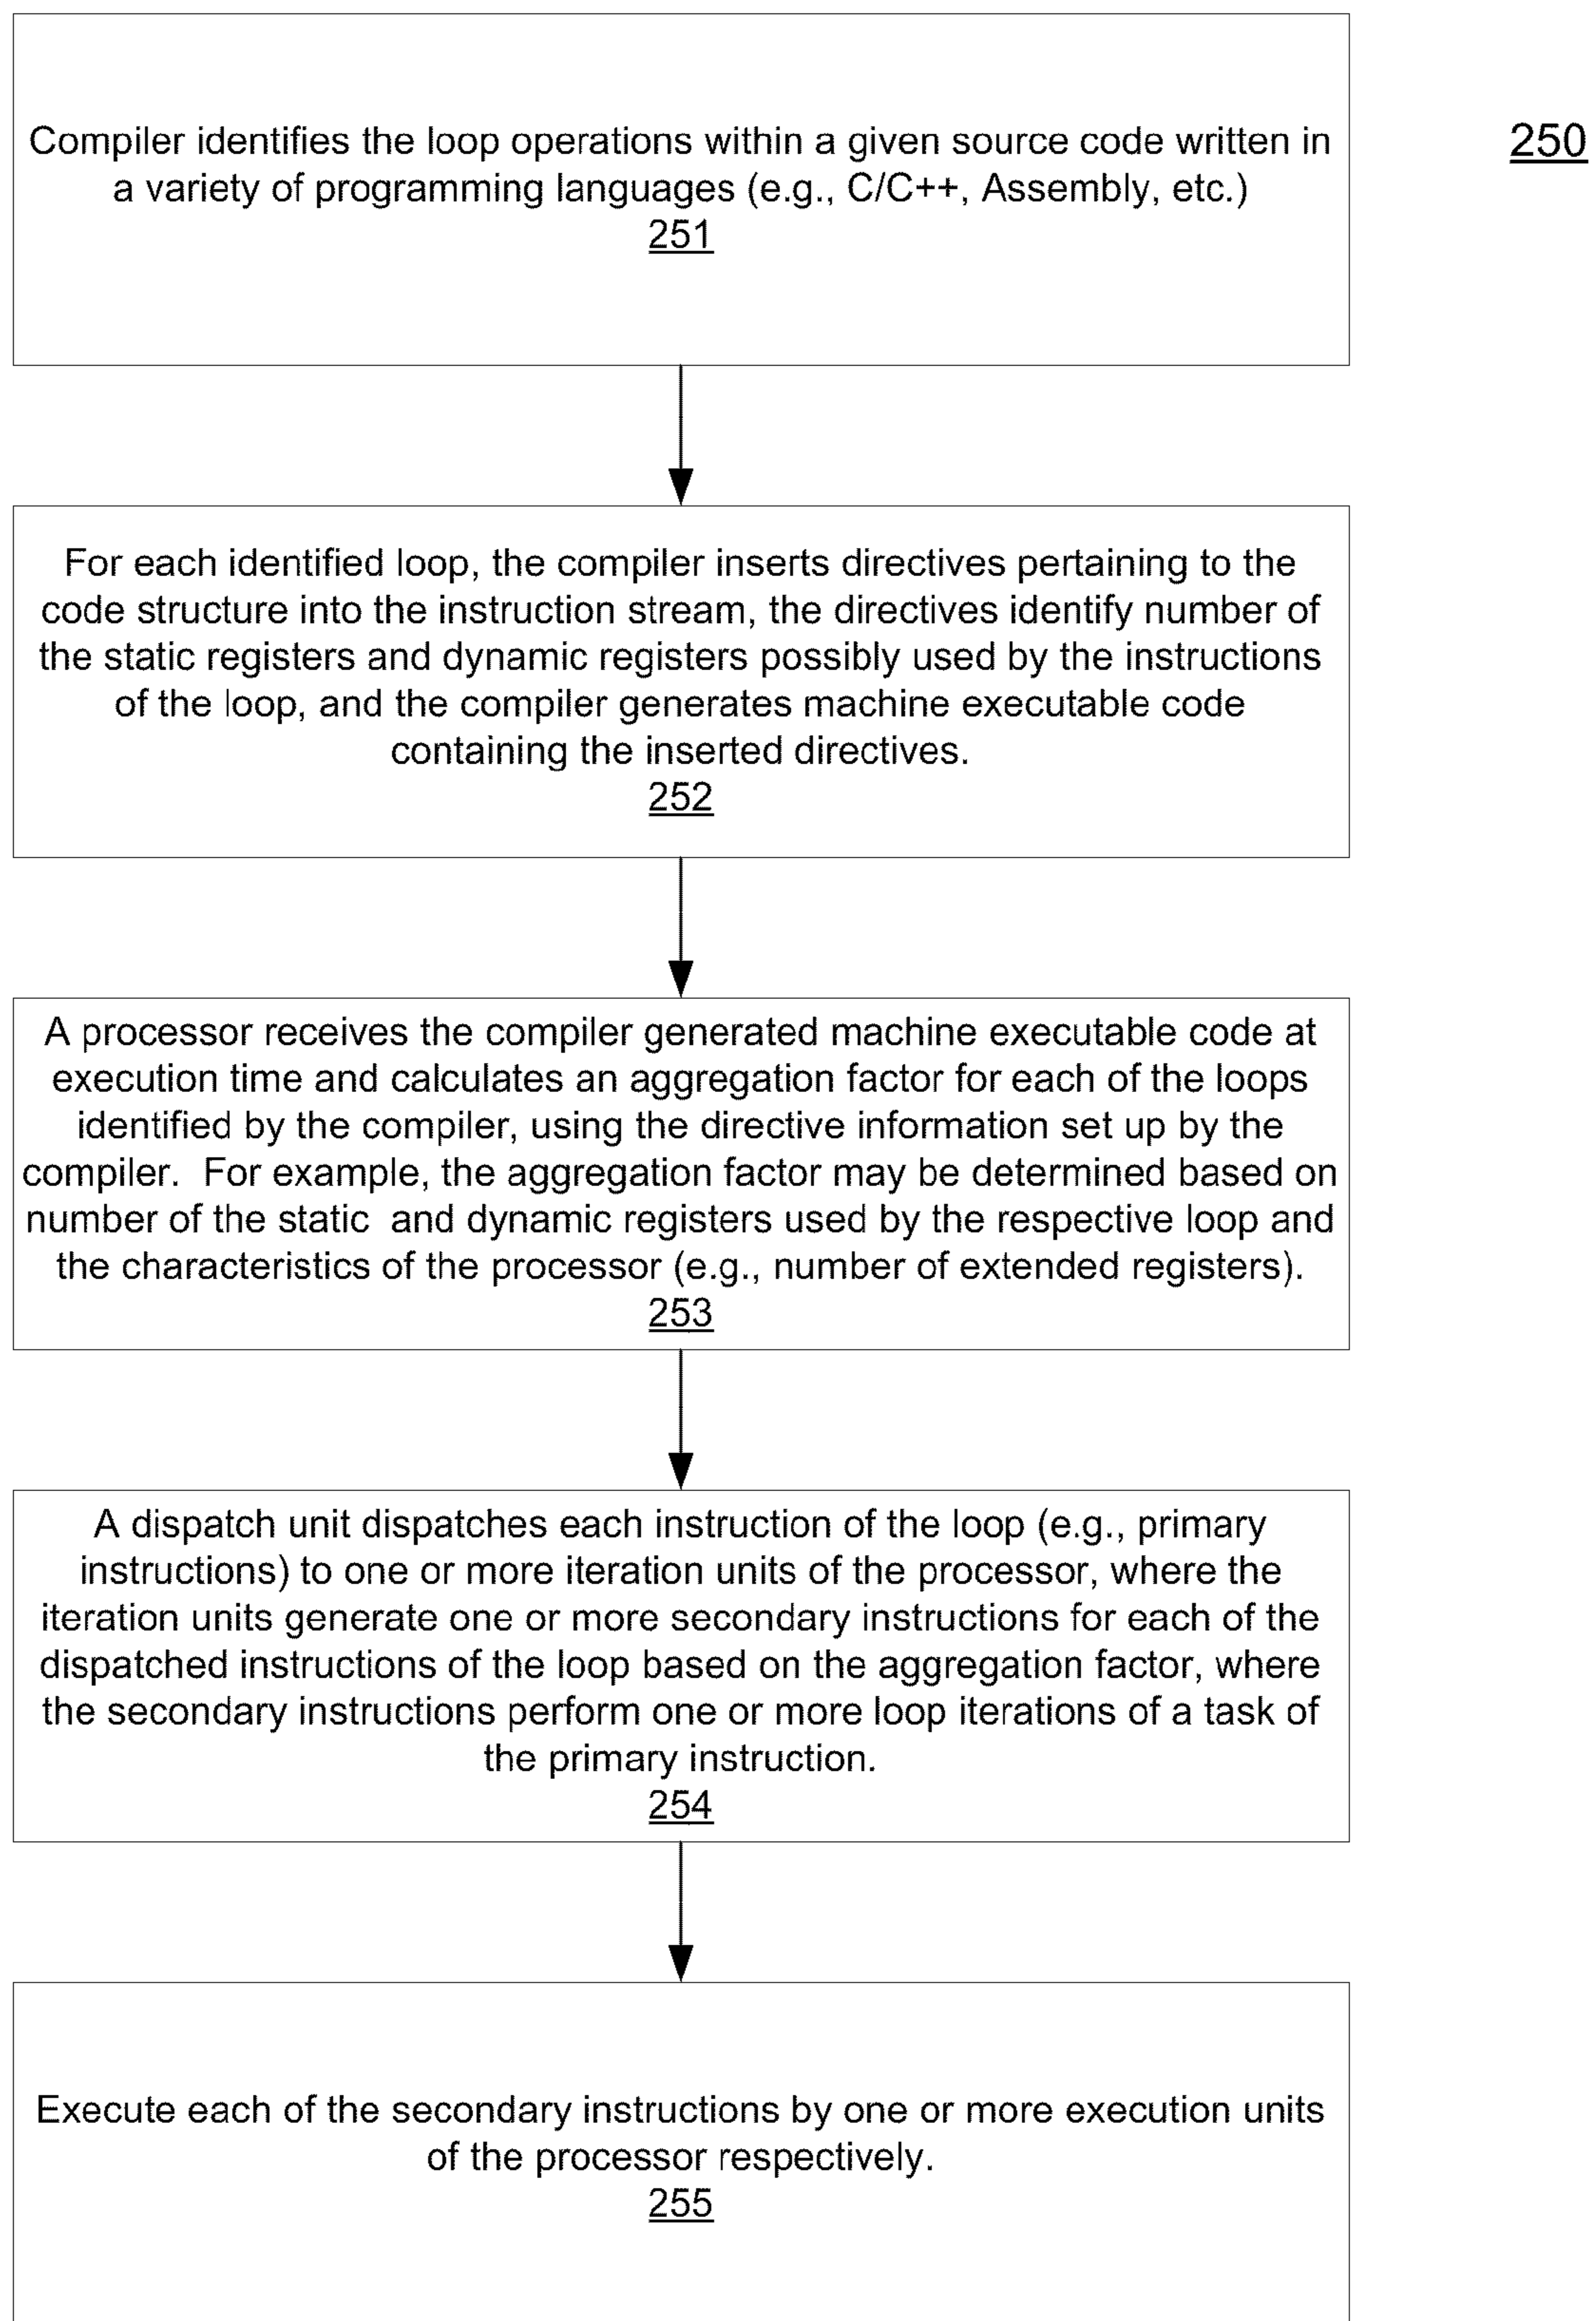 Compiler identifies the loop operations within a given source code written in
a variety of programming languages (e.g., C/C++, Assembly, etc.)
251
250
For each identified loop, the compiler inserts directives pertaining to the
code structure into the instruction stream, the directives identify number of
the static registers and dynamic registers possibly used by the instructions
of the loop, and the compiler generates machine executable code
containing the inserted directives.
252
A processor receives the compiler generated machine executable code at
execution time and calculates an aggregation factor for each of the loops
identified by the compiler, using the directive information set up by the
compiler.  For example, the aggregation factor may be determined based on
number of the static  and dynamic registers used by the respective loop and
the characteristics of the processor (e.g., number of extended registers).
253
A dispatch unit dispatches each instruction of the loop (e.g., primary
instructions) to one or more iteration units of the processor, where the
iteration units generate one or more secondary instructions for each of the
dispatched instructions of the loop based on the aggregation factor, where
the secondary instructions perform one or more loop iterations of a task of
the primary instruction.
254
Execute each of the secondary instructions by one or more execution units
of the processor respectively.
255